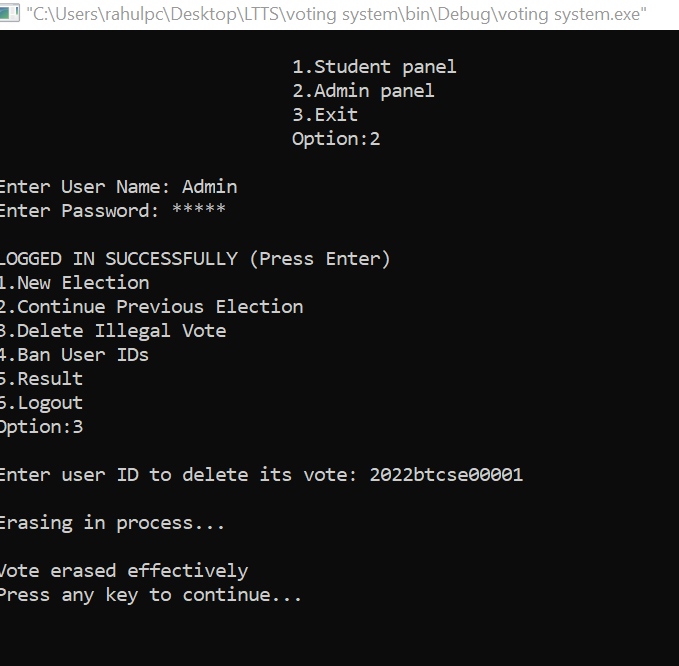 "C:\Users\rahulpc\Desktop\LTTS\voting system\bin\Debug\voting system.exe"
1.Student panel
2.Admin panel
3.Exit
Option:2
Enter User Name: Admin
Enter Password: *****
LOGGED IN SUCCESSFULLY (Press Enter)
1.New Election
2.Continue Previous Election
3.Delete Illegal Vote
4.Ban User IDs
5.Result
6.Logout
Option:3
Enter user ID to delete its vote: 2022btcse00001
Erasing in process...
Vote erased effectively
Press any key to continue...